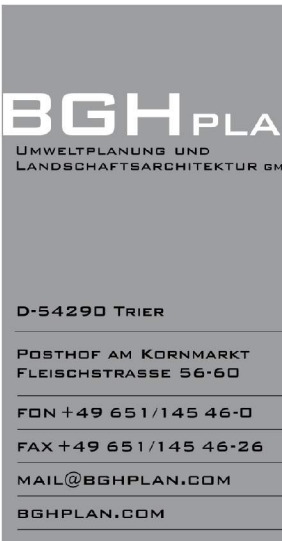 BGHPLA
UMWELTPLANUNG UND
LANDSCHAFTSARCHITEKTUR GM
D-54290 TRIER
POSTHOF AM KORNMARKT
FLEISCHSTRASSE 56-60
FON +49 651/145 46-0
FAX +49 651/145 46-26
MAIL@BGHPLAN.COM
BGHPLAN.COM